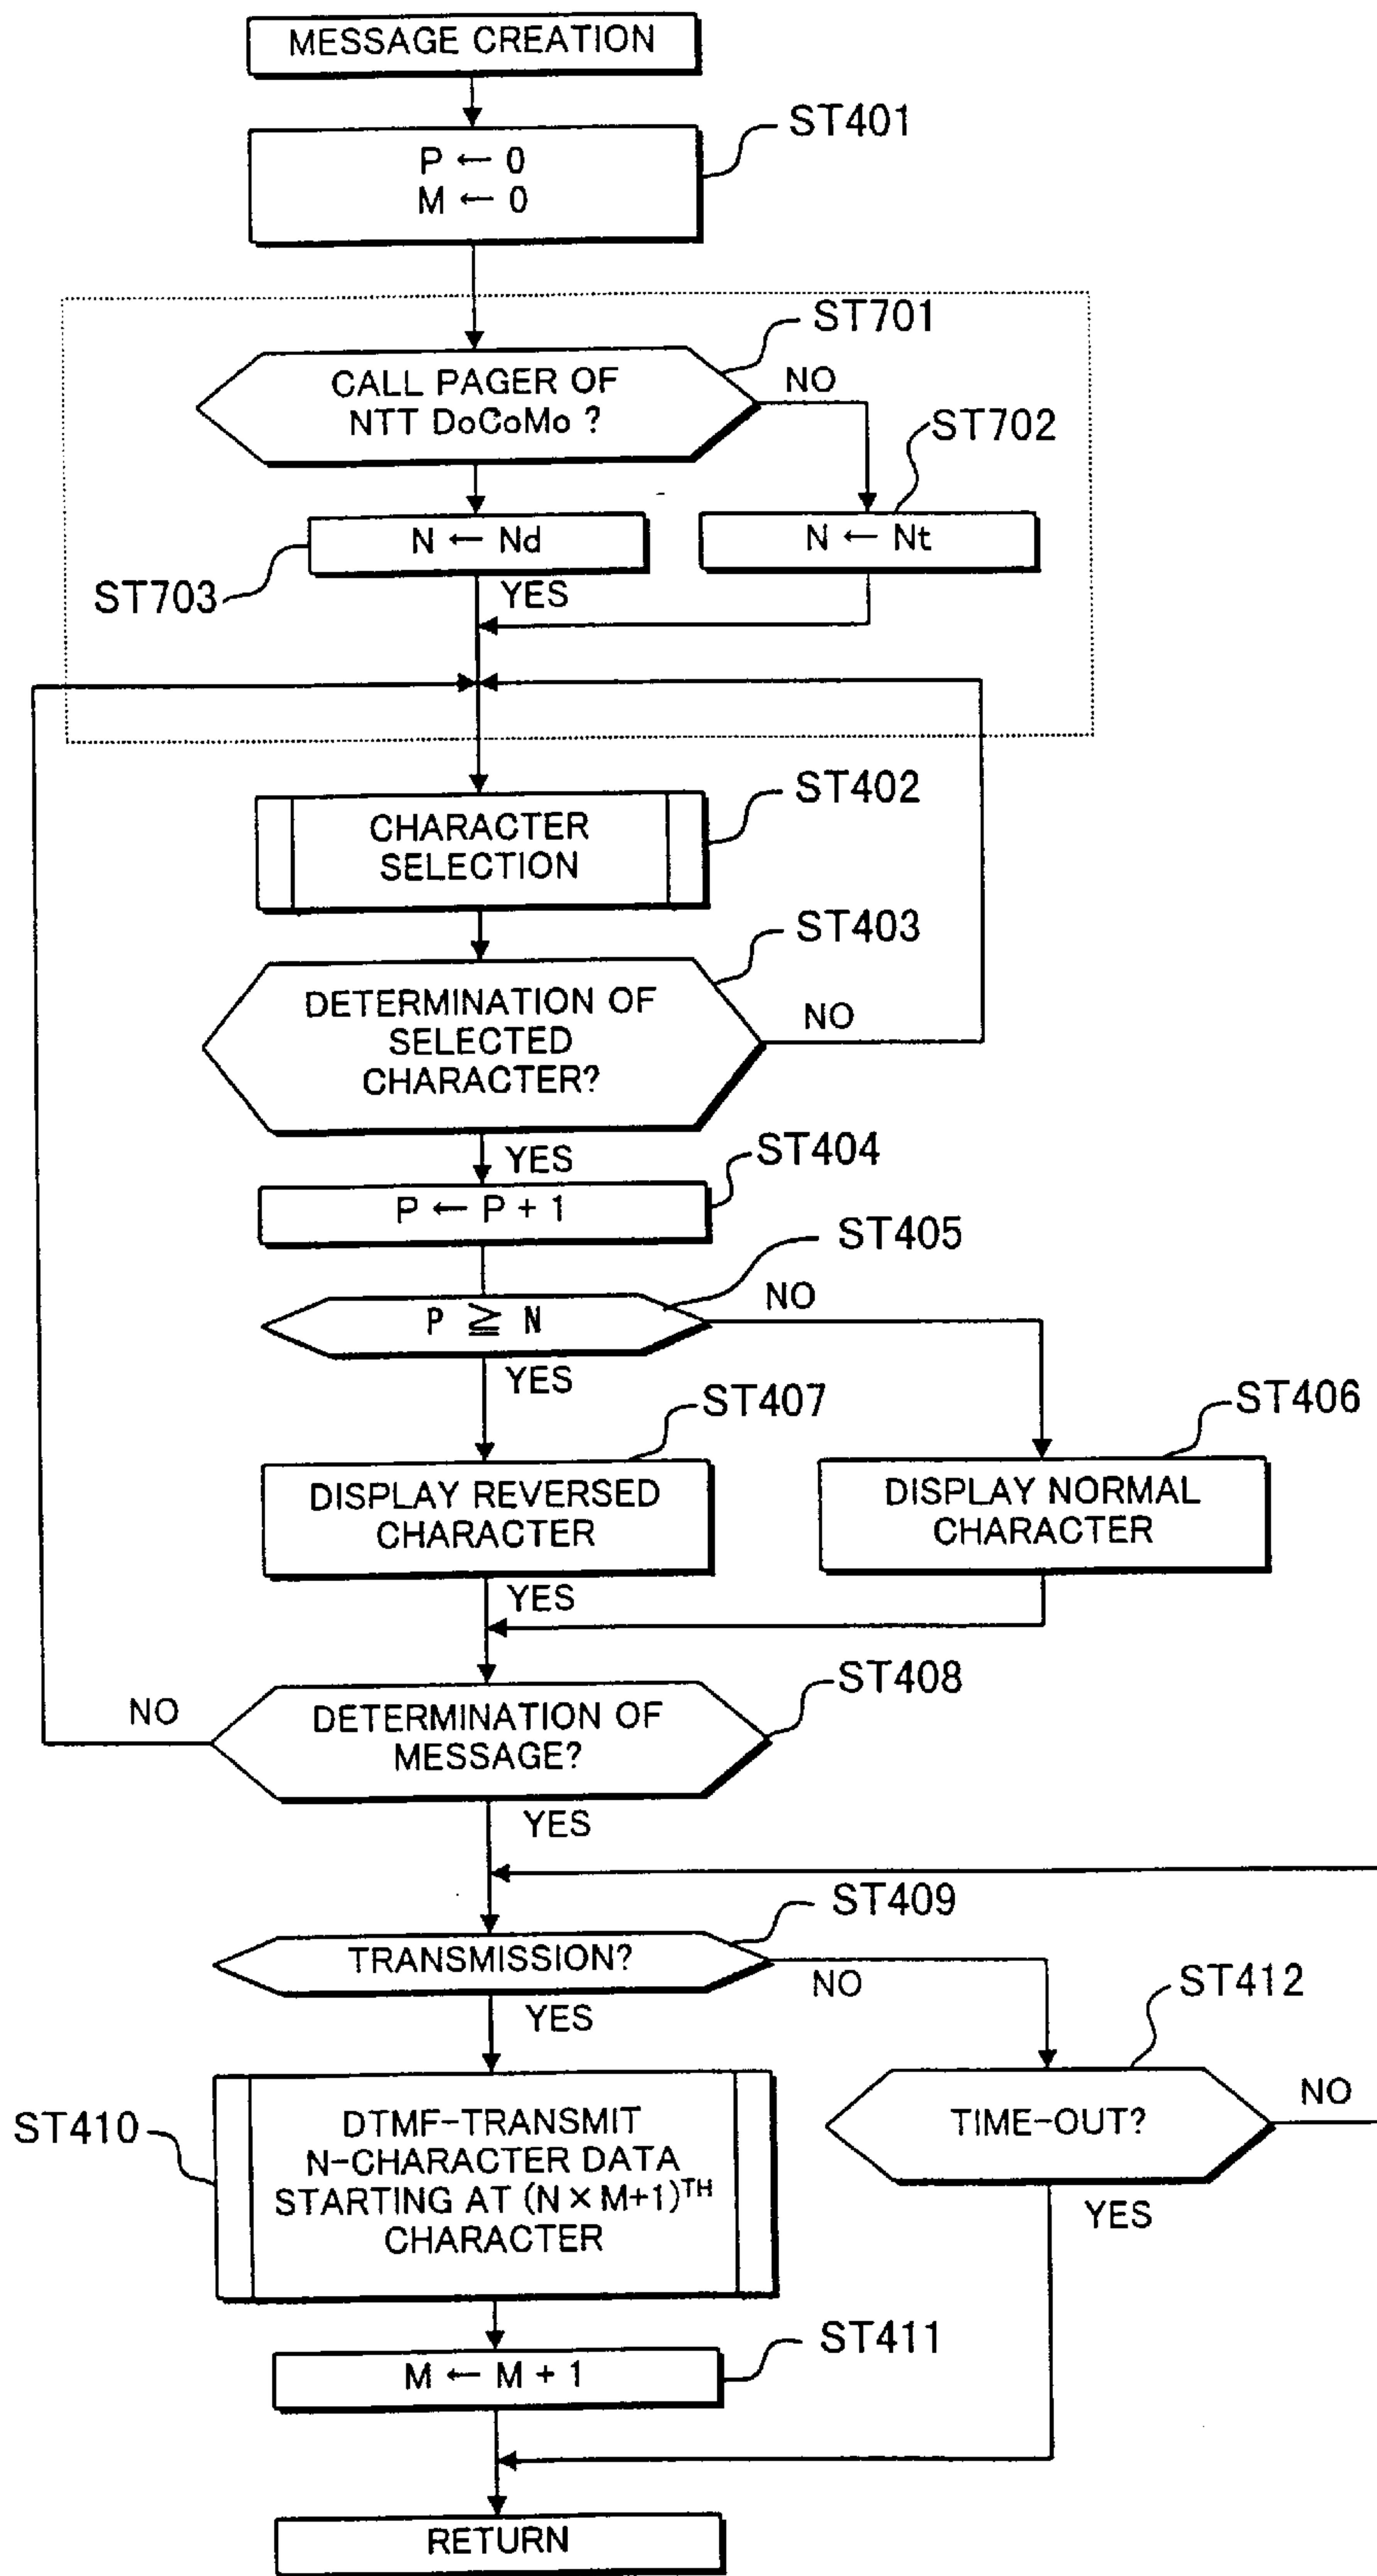 MESSAGE CREATION
ST401
P ← 0
M ← 0
ST701
CALL PAGER OF
NTT DoCoMo ?
NO
ST702
N ← Nd
N ← Nt
ST703
YES
ST402
CHARACTER
SELECTION
ST403
DETERMINATION OF
SELECTED
CHARACTER?
NO
YES
ST404
P ← P + 1
ST405
P ≧ N
NO
YES
ST407
ST406
DISPLAY REVERSED
CHARACTER
DISPLAY NORMAL
CHARACTER
YES
ST408
NO
DETERMINATION OF
MESSAGE?
YES
ST409
TRANSMISSION?
NO
YES
ST412
TIME-OUT?
NO
YES
ST410
DTMF-TRANSMIT
N-CHARACTER DATA
STARTING AT (N × M+1)TH
CHARACTER
ST411
M ← M + 1
RETURN